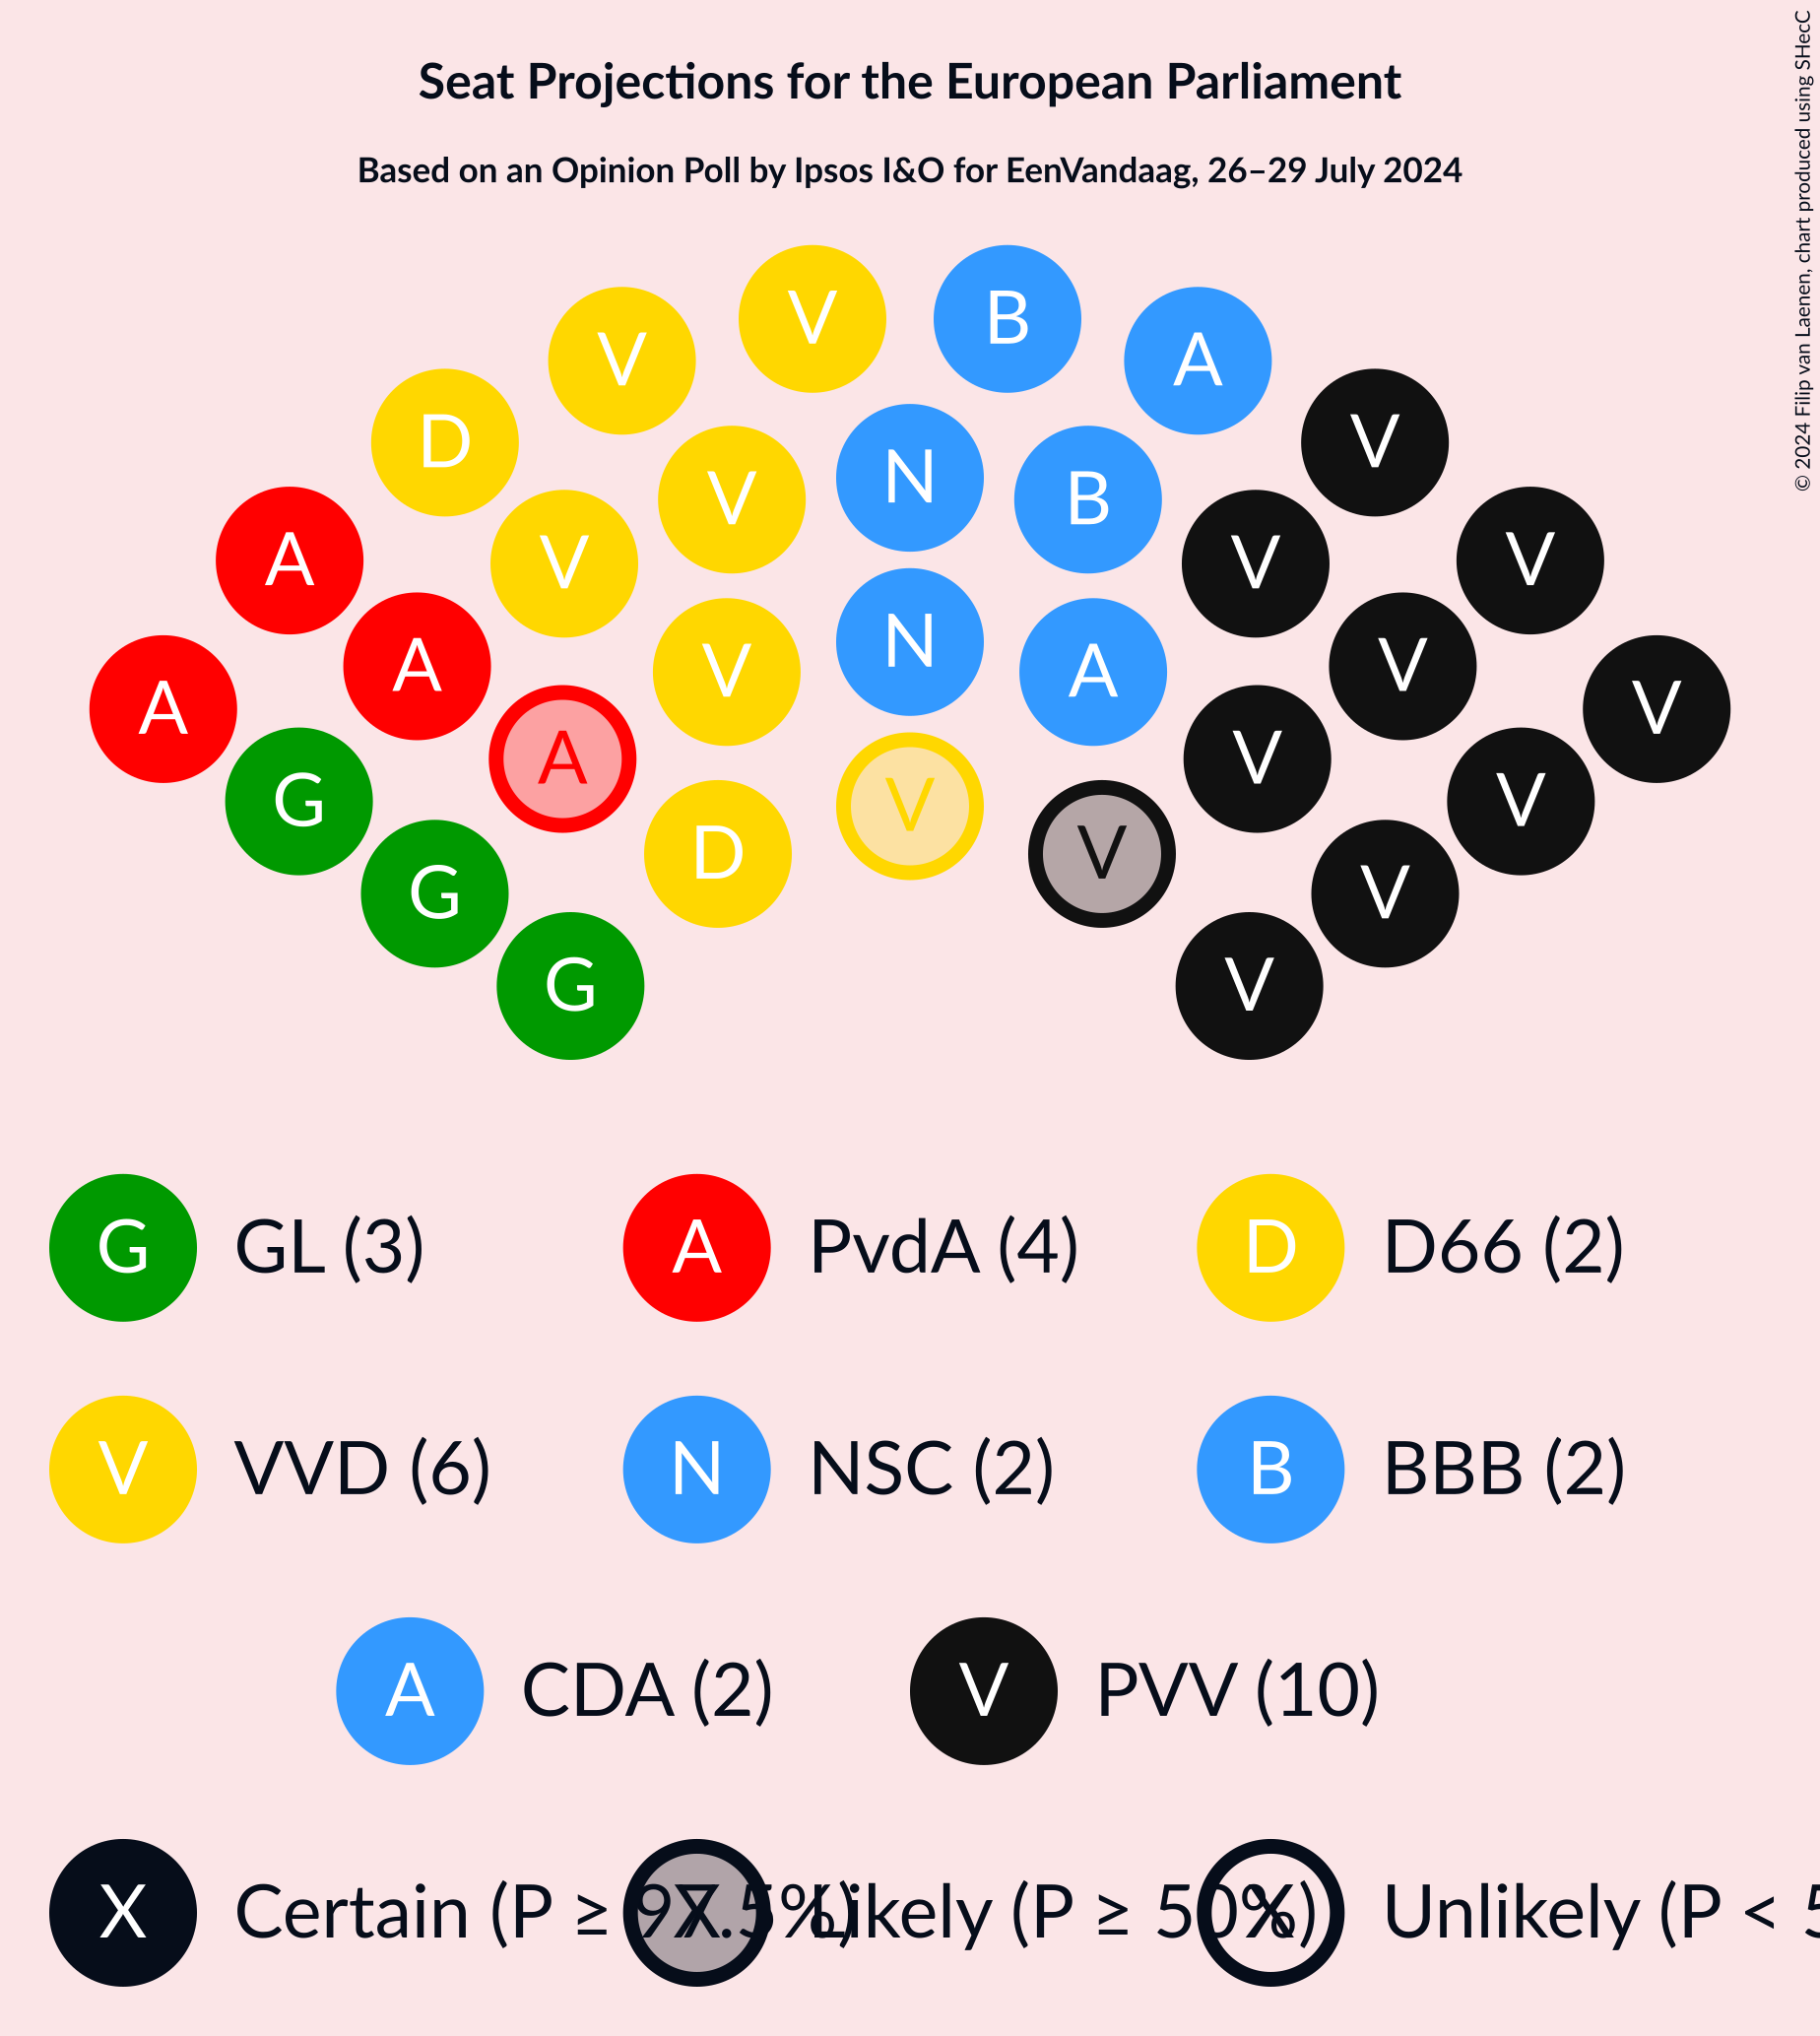 Seat Projections for the European Parliament
Based on an Opinion Poll by Ipsos I&O for EenVandaag, 26–29 July 2024
© 2024 Filip van Laenen, chart produced using SHecC
V B
V A
D V
V N B
A V V V V
A N A V
A V V
A V
G V V
G D V V
G V
G GL (3) A PvdA (4) D D66 (2)
V VVD (6) N NSC (2) B BBB (2)
A CDA (2) V PVV (10)
X Certain (P ≥ 97.5%) X Likely (P ≥ 50%) X Unlikely (P < 5